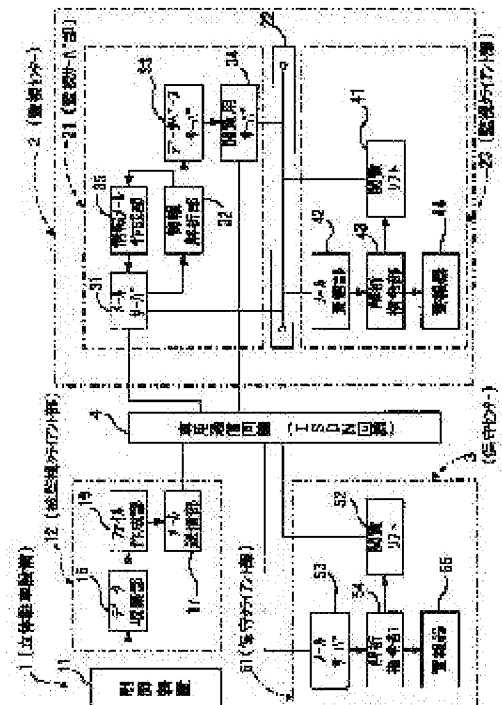 1 (立体駐車設備)
11
制御装置
12 (被監視クライアント部)
15
データ
収集部
16
ファイル
作成部
メール
送信部
17
4
専用通信回線 (ISDN回線)
2 (監視センター)
21 (監視サーバ部)
31
メール
サーバ
35
情報メール
作成部
32
情報
解析部
33
データベース
サーバ
34
閲覧用
サーバ
22
23 (監視クライアント部)
42
メール
受信部
43
解析
指令部
44
警報器
41
閲覧
ソフト
3 (保守センター)
51 (保守クライアント部)
53
メール
サーバ
54
解析
指令部
55
警報部
52
閲覧
ソフト